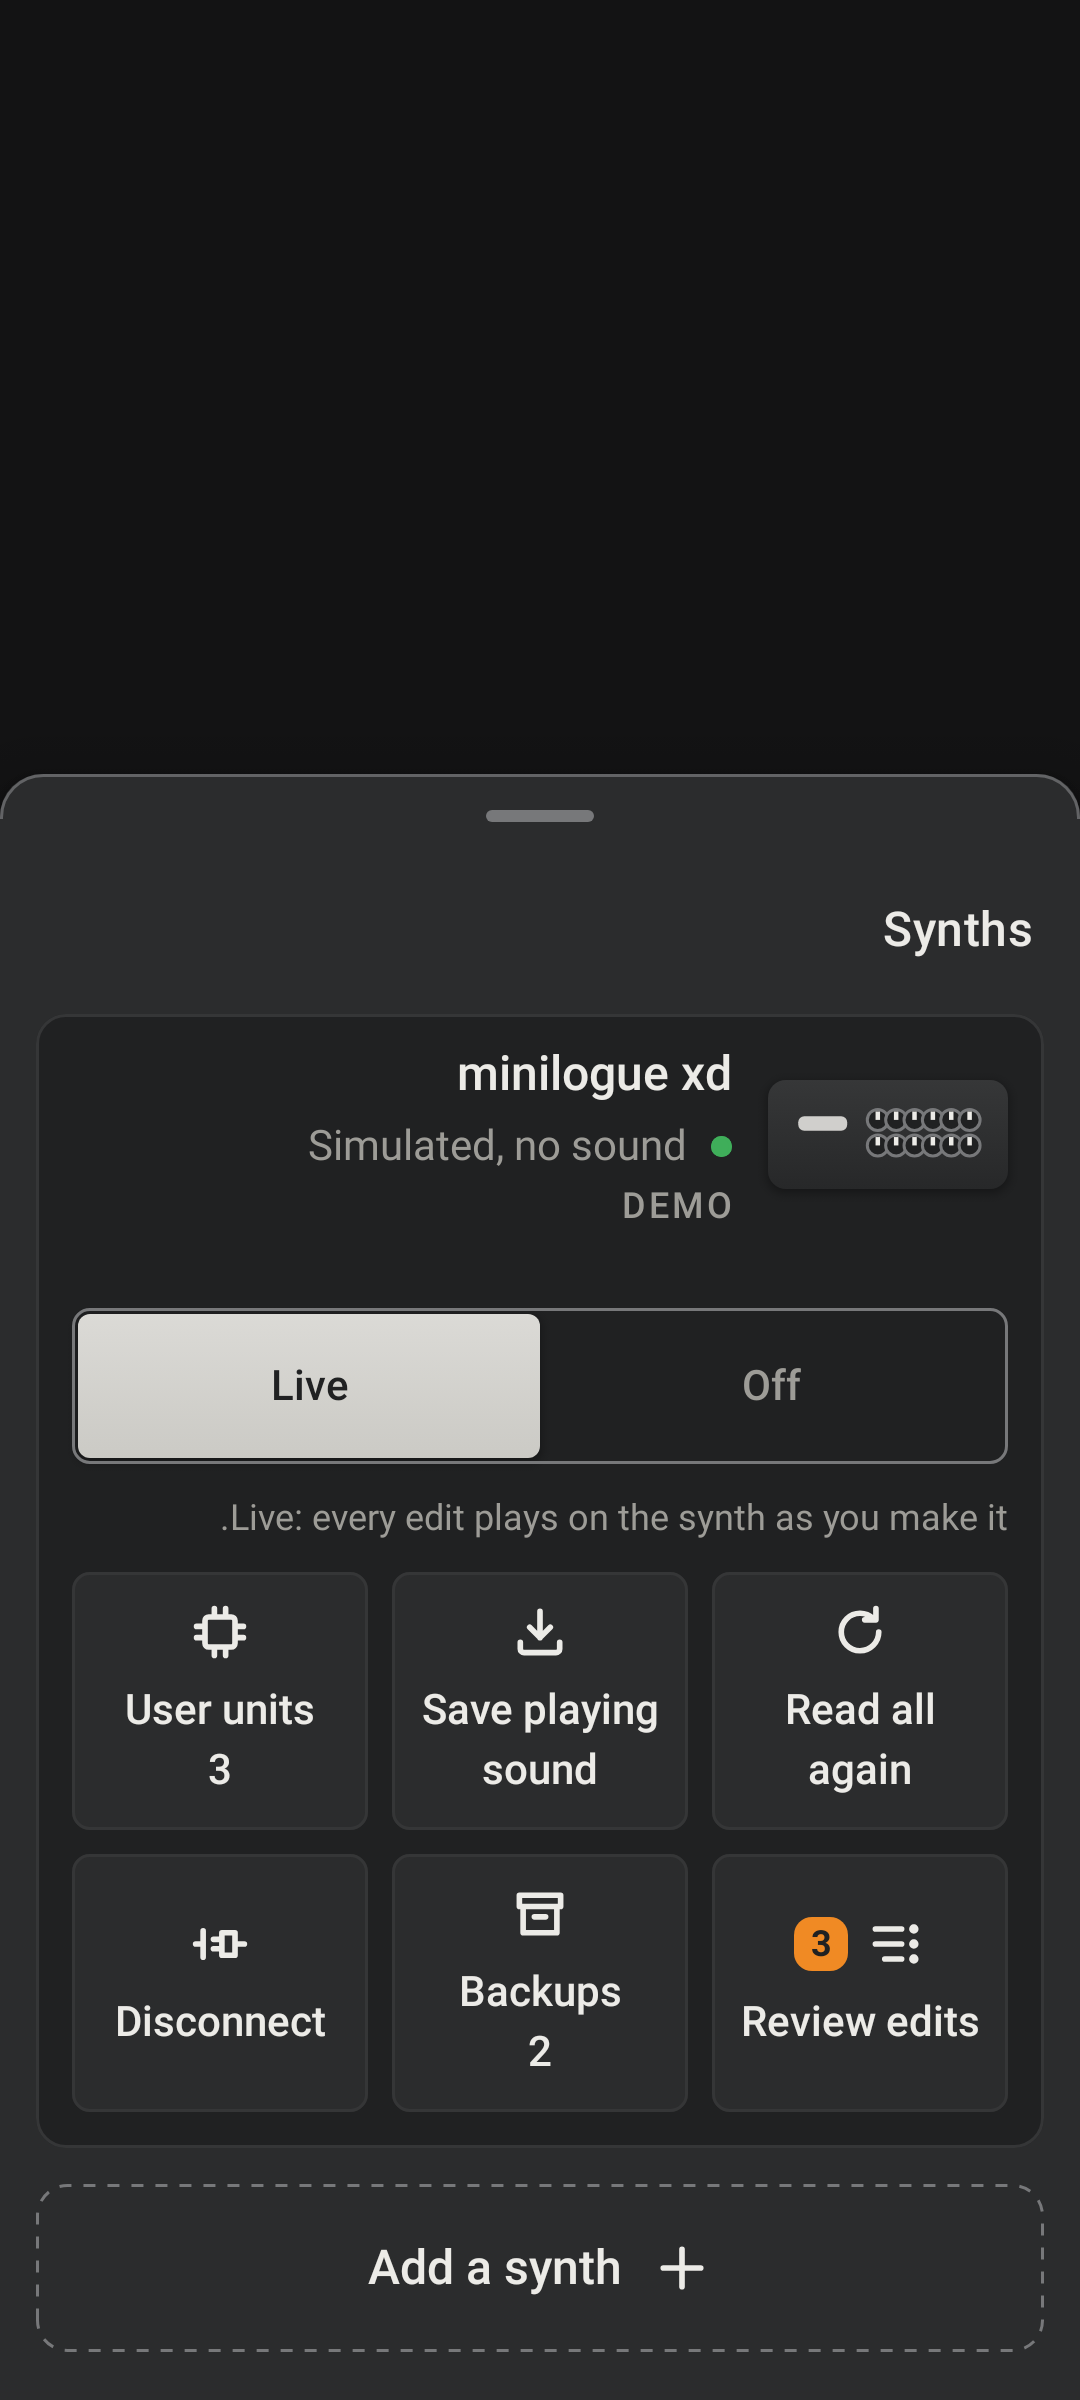 Synths
minilogue xd
Simulated, no sound
DEMO
Off
Live
Live: every edit plays on the synth as you make it.
Read all
again
Save playing
sound
User units
3
3
Review edits
Backups
2
Disconnect
Add a synth